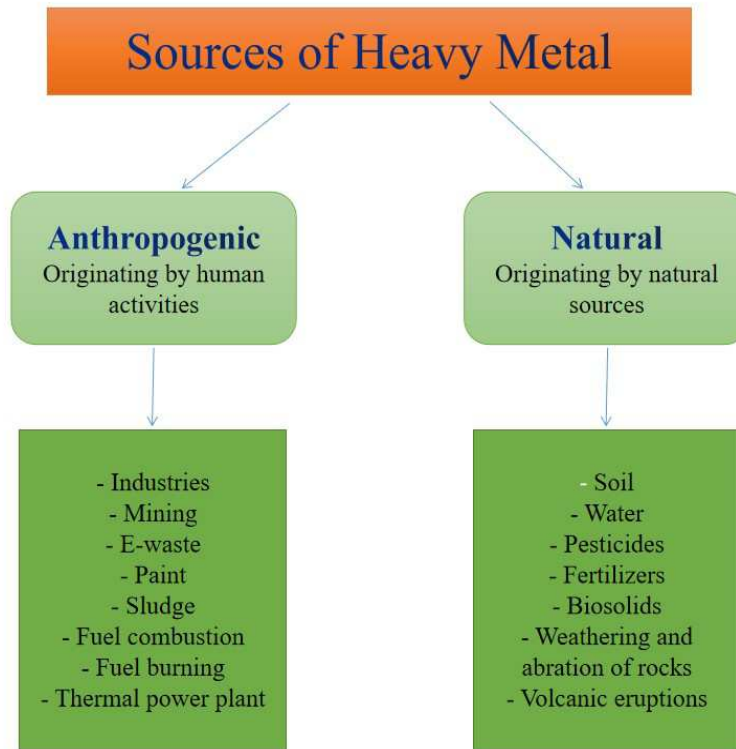 Sources of Heavy Metal
Anthropogenic
Originating by human
activities
Natural
Originating by natural
sources
- Industries
- Mining
- E-waste
- Paint
- Sludge
- Fuel combustion
- Fuel burning
- Thermal power plant
- Soil
- Water
- Pesticides
- Fertilizers
- Biosolids
- Weathering and
abration of rocks
- Volcanic eruptions